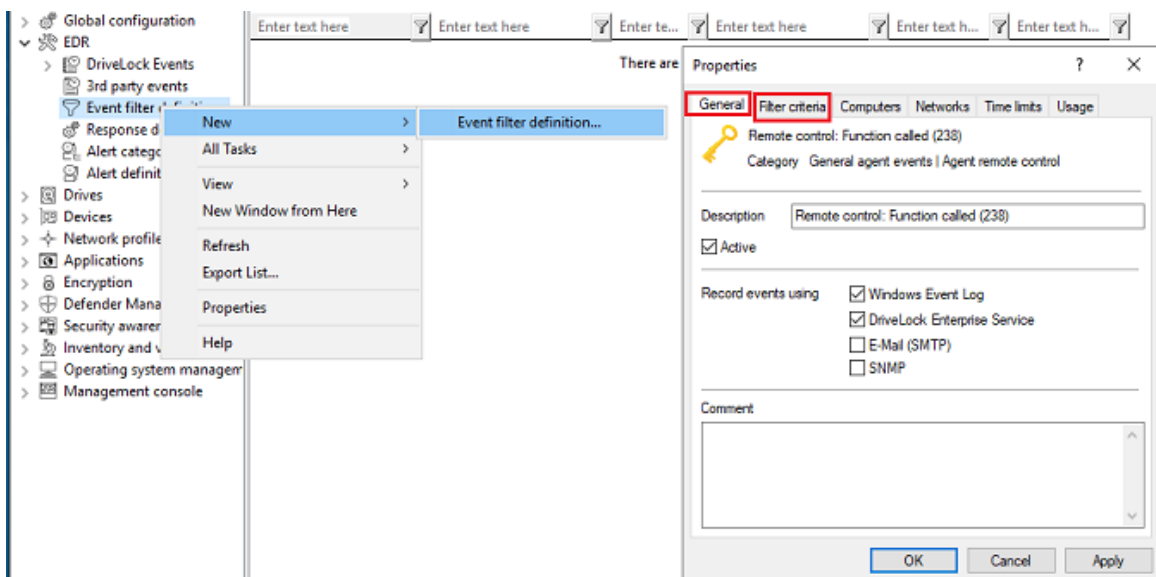 Global configuration
EDR
DriveLock Events
3rd party events
Event filter
Response d
Alert catego
Alert definit
Drives
Devices
Network profile
Applications
Encryption
Defender Mana
Security awarer
Inventory and v
Operating system managem
Management console
New
Event filter definition...
All Tasks
View
New Window from Here
Refresh
Export List...
Properties
Help
Enter text here Enter text here Enter te... Enter text here Enter text h... Enter text h...
There are
Properties ? ×
General Filter criteria Computers Networks Time limits Usage
Remote control: Function called (238)
Category General agent events | Agent remote control
Description Remote control: Function called (238)
Active
Record events using Windows Event Log
DriveLock Enterprise Service
E-Mail (SMTP)
SNMP
Comment
OK Cancel Apply